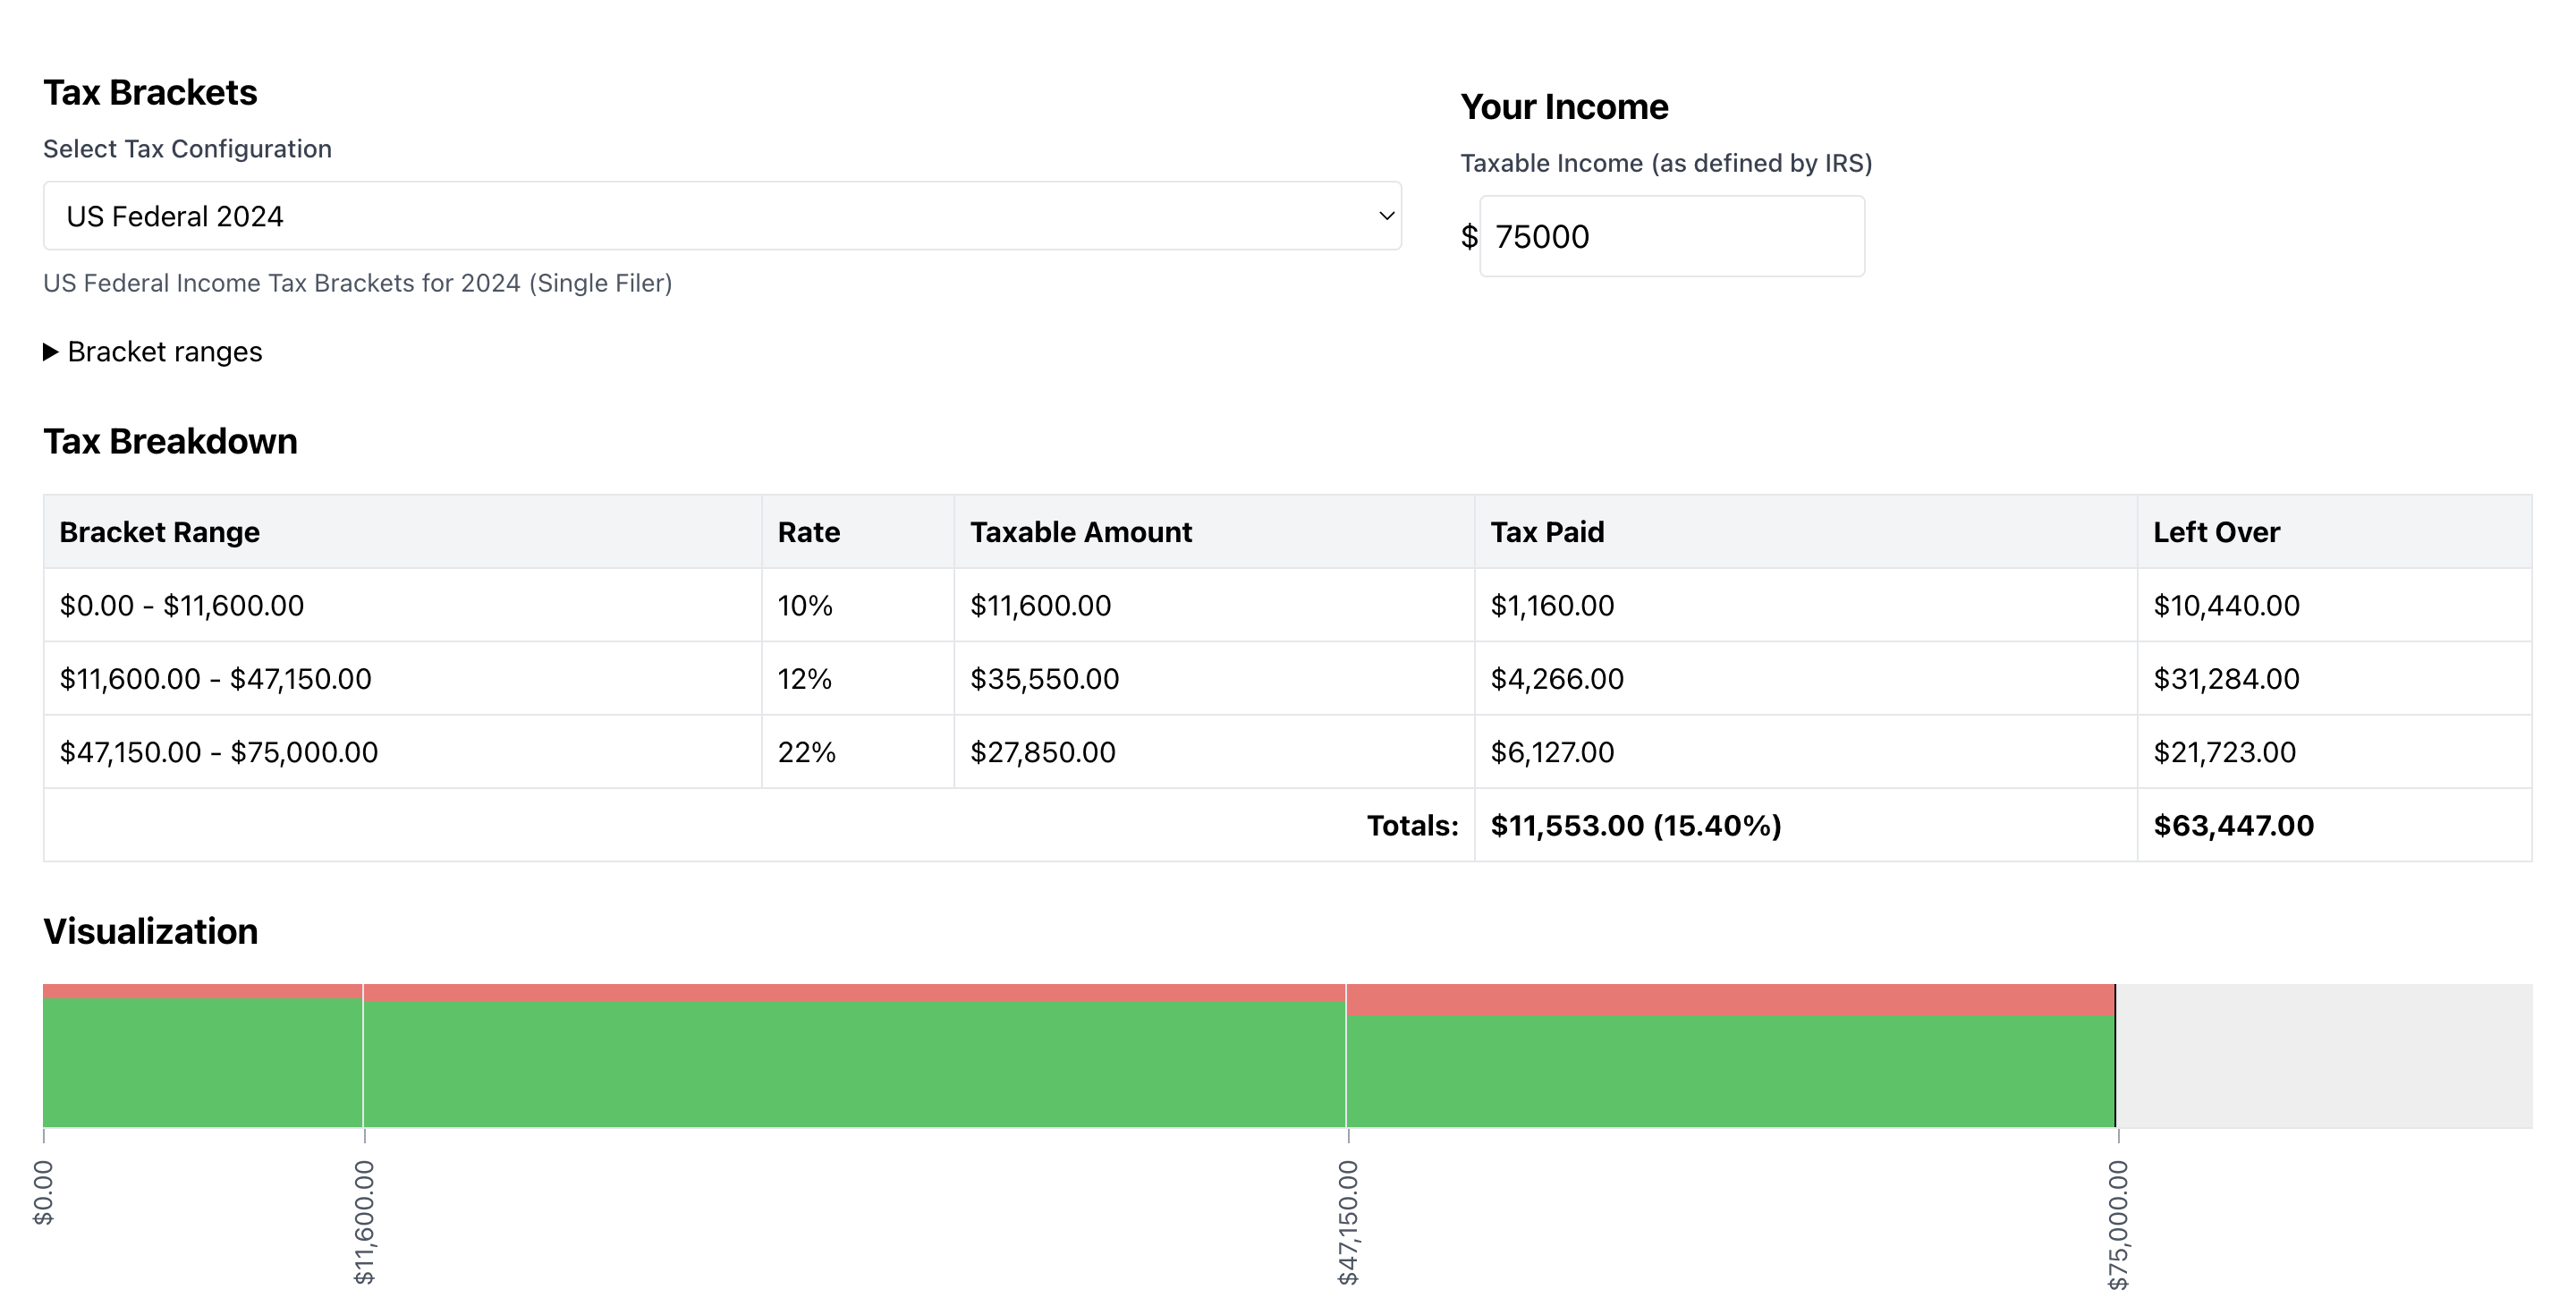 Tax Brackets
Select Tax Configuration
US Federal 2024
US Federal Income Tax Brackets for 2024 (Single Filer)
Bracket ranges
Your Income
Taxable Income (as defined by IRS)
$ 75000
Tax Breakdown
Bracket Range Rate Taxable Amount Tax Paid Left Over
$0.00 - $11,600.00 10% $11,600.00 $1,160.00 $10,440.00
$11,600.00 - $47,150.00 12% $35,550.00 $4,266.00 $31,284.00
$47,150.00 - $75,000.00 22% $27,850.00 $6,127.00 $21,723.00
Totals: $11,553.00 (15.40%) $63,447.00
Visualization
$0.00
$11,600.00
$47,150.00
$75,000.00